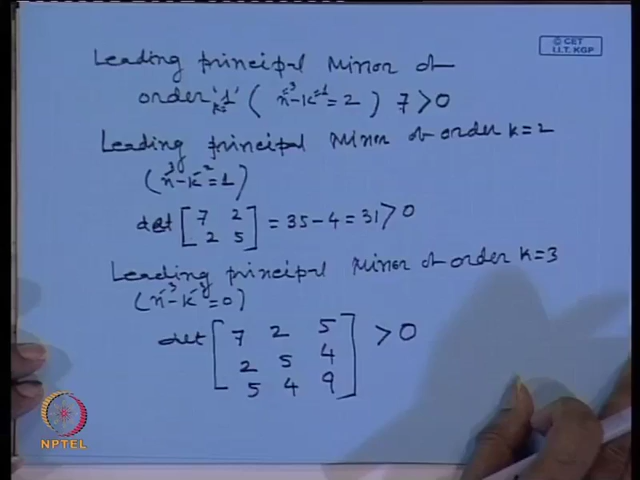 © CET
I.I.T. KGP
Leading principal Minor of
order '1' ( n - k = 2 ) 7 > 0
Leading principal Minor of order k = 2
( n - k = 1 )
det [ 7 2 = 35 - 4 = 31 > 0
2 5 ]
Leading principal Minor of order k = 3
( n - k = 0 )
det [ 7 2 5 > 0
2 5 4
5 4 9 ]
NPTEL